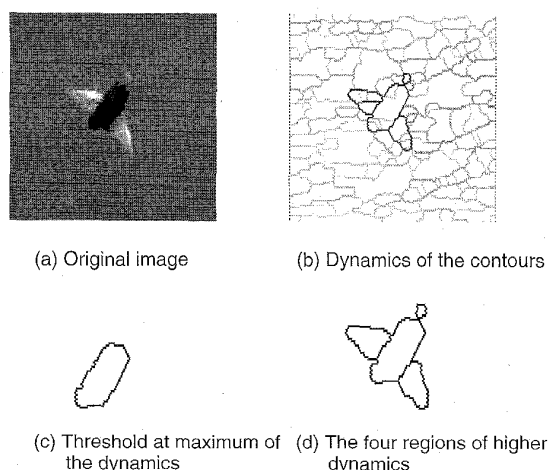 (a) Original image
(b) Dynamics of the contours
(c) Threshold at maximum of
the dynamics
(d) The four regions of higher
dynamics